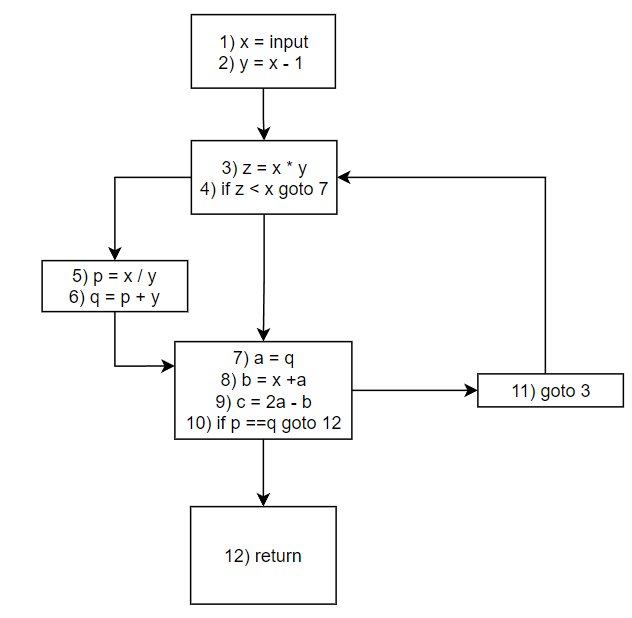 1) x = input
2) y = x - 1
3) z = x * y
4) if z < x goto 7
5) p = x / y
6) q = p + y
7) a = q
8) b = x +a
9) c = 2a - b
10) if p ==q goto 12
11) goto 3
12) return